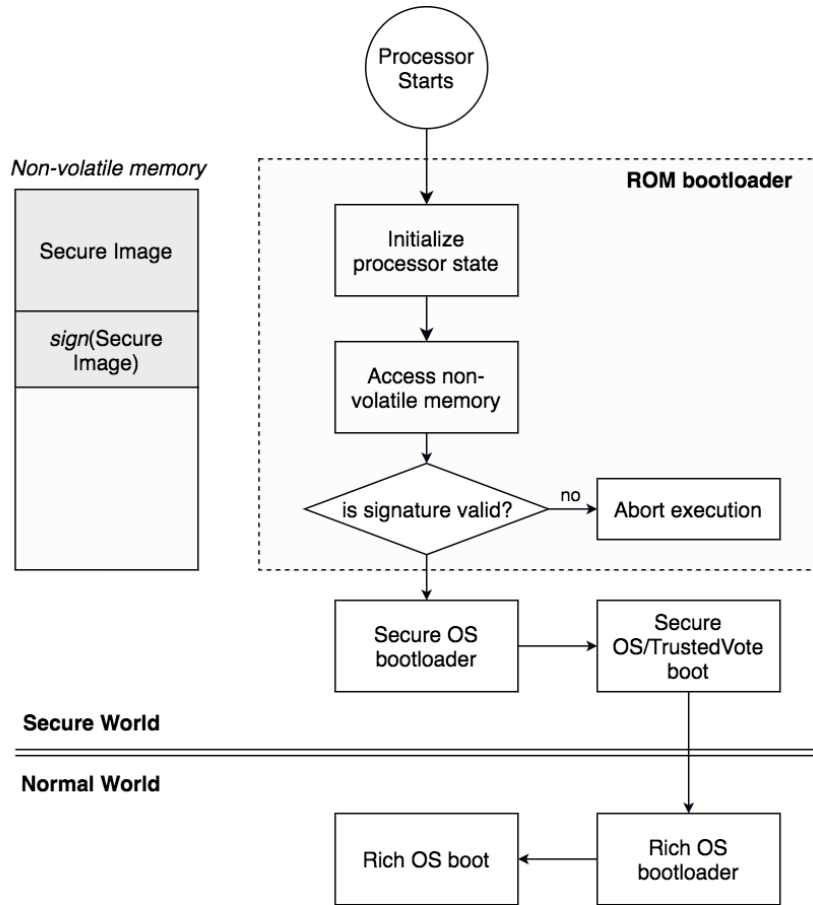 Processor
Starts
Non-volatile memory
ROM bootloader
Secure Image
sign(Secure
Image)
Initialize
processor state
Access non-
volatile memory
is signature valid?
no
Abort execution
Secure OS
bootloader
Secure
OS/TrustedVote
boot
Secure World
Normal World
Rich OS boot
Rich OS
bootloader